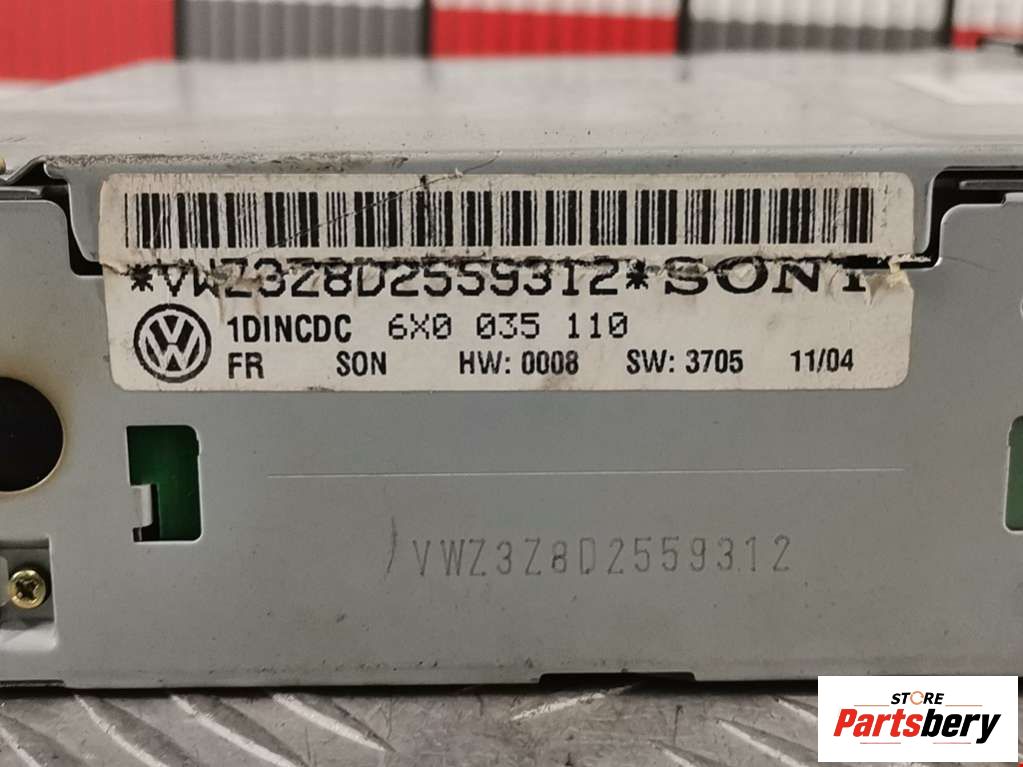 *VWZ3Z8D2559312* SONY
1DINCDC 6X0 035 110
FR SON HW: 0008 SW: 3705 11/04
VWZ3Z8D2559312
STORE
Partsbery